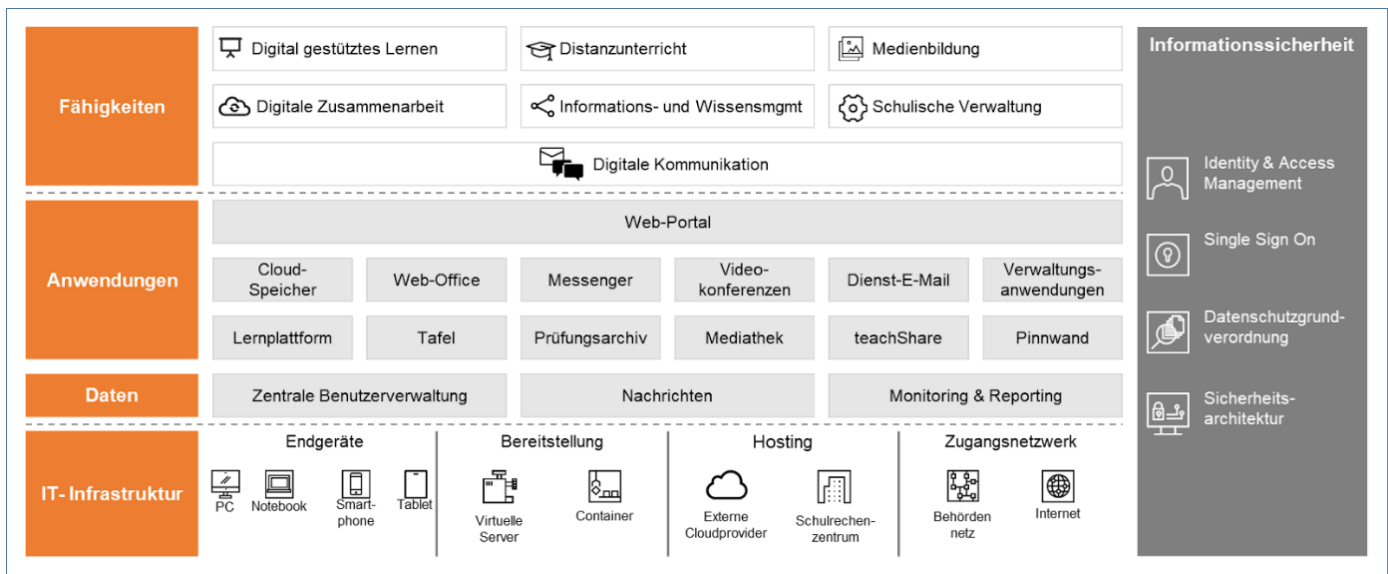 Fähigkeiten
Digital gestütztes Lernen
Distanzunterricht
Medienbildung
Digitale Zusammenarbeit
Informations- und Wissensmgmt
Schulische Verwaltung
Digitale Kommunikation
Anwendungen
Web-Portal
Cloud-
Speicher
Web-Office
Messenger
Video-
konferenzen
Dienst-E-Mail
Verwaltungs-
anwendungen
Lernplattform
Tafel
Prüfungsarchiv
Mediathek
teachShare
Pinnwand
Daten
Zentrale Benutzerverwaltung
Nachrichten
Monitoring & Reporting
IT- Infrastruktur
Endgeräte
PC
Notebook
Smart-
phone
Tablet
Bereitstellung
Virtuelle
Server
Container
Hosting
Externe
Cloudprovider
Schulrechen-
zentrum
Zugangsnetzwerk
Behörden
netz
Internet
Informationssicherheit
Identity & Access
Management
Single Sign On
Datenschutzgrund-
verordnung
Sicherheits-
architektur